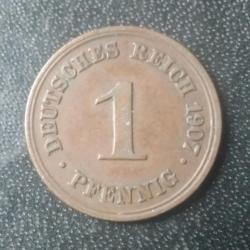 DEUTSCHES REICH 1907
1
PFENNIG